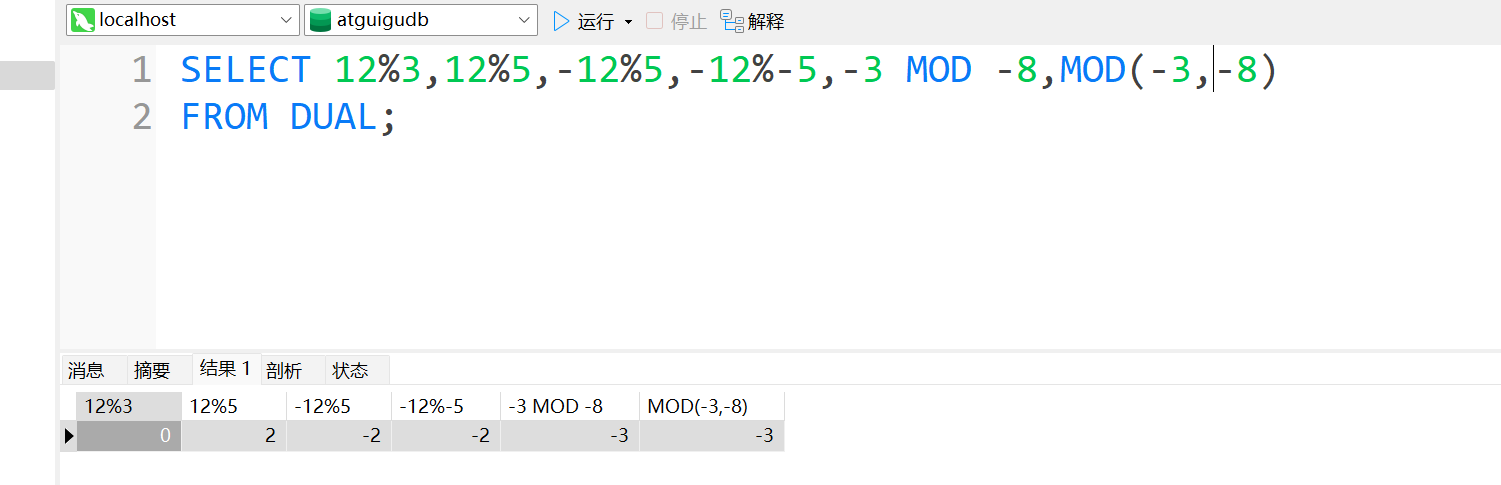 localhost atguigudb 运行 停止 解释
1 SELECT 12%3,12%5,-12%5,-12%-5,-3 MOD -8,MOD(-3,-8)
2 FROM DUAL;
消息 摘要 结果 1 剖析 状态
12%3 12%5 -12%5 -12%-5 -3 MOD -8 MOD(-3,-8)
0 2 -2 -2 -3 -3